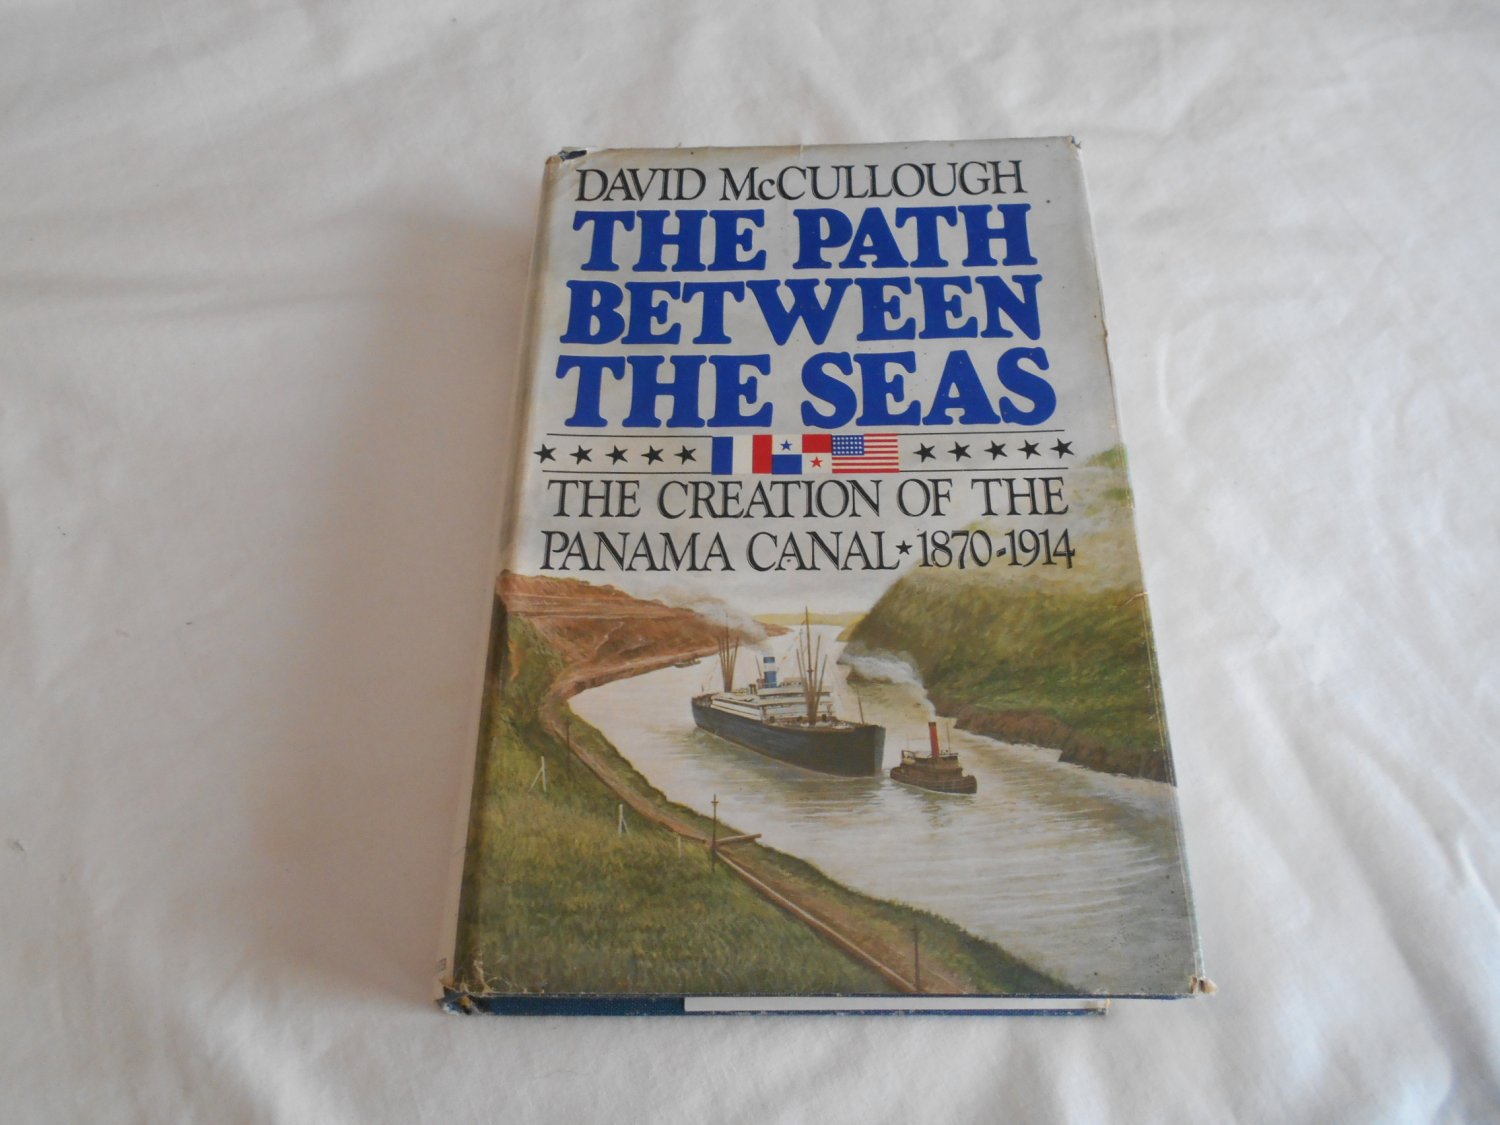 DAVID McCULLOUGH
THE PATH
BETWEEN
THE SEAS
THE CREATION OF THE
PANAMA CANAL ★ 1870-1914